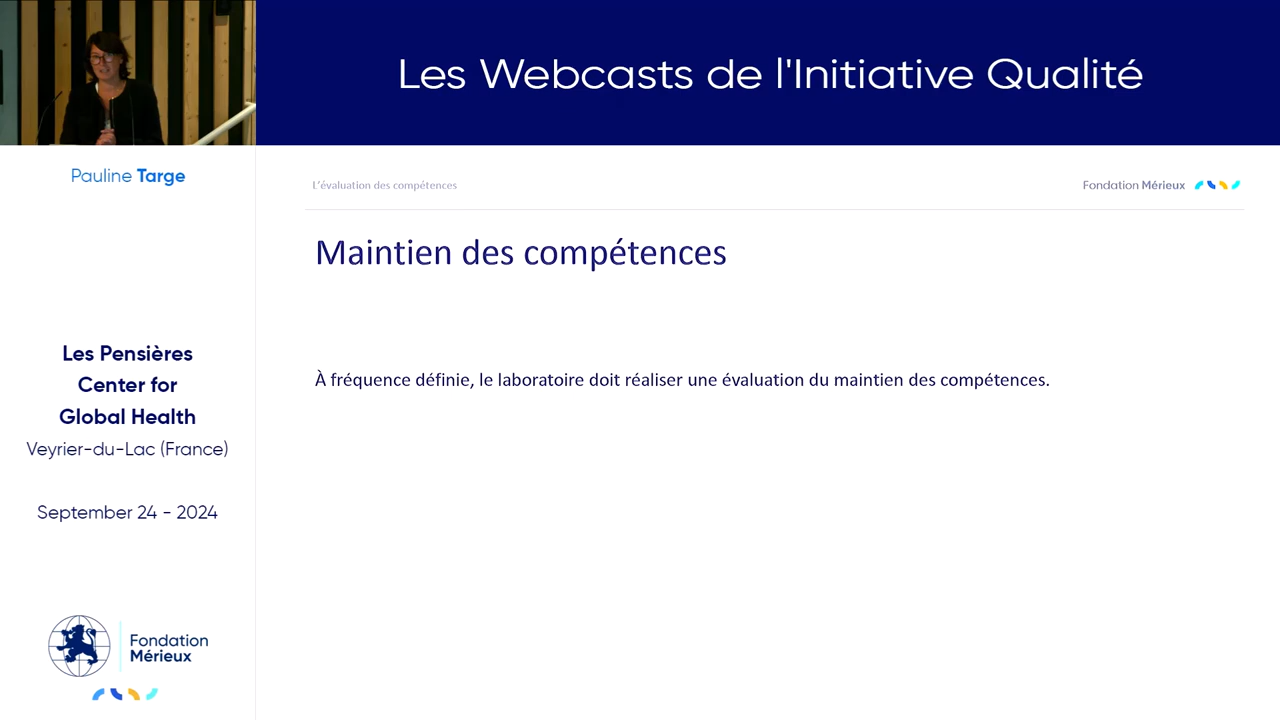 Les Webcasts de l'Initiative Qualité
Pauline Targe
L'évaluation des compétences
Fondation Mérieux
Maintien des compétences
À fréquence définie, le laboratoire doit réaliser une évaluation du maintien des compétences.
Les Pensières
Center for
Global Health
Veyrier-du-Lac (France)
September 24 - 2024
Fondation
Mérieux